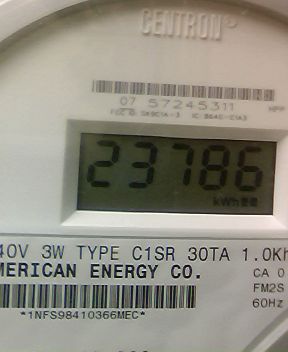 CENTRON®
07 57245311
23786
kWh
40V 3W TYPE C1SR 30TA 1.0Kh
MERICAN ENERGY CO.
CA 0
FM2S
60Hz
*1NFS98410366MEC*